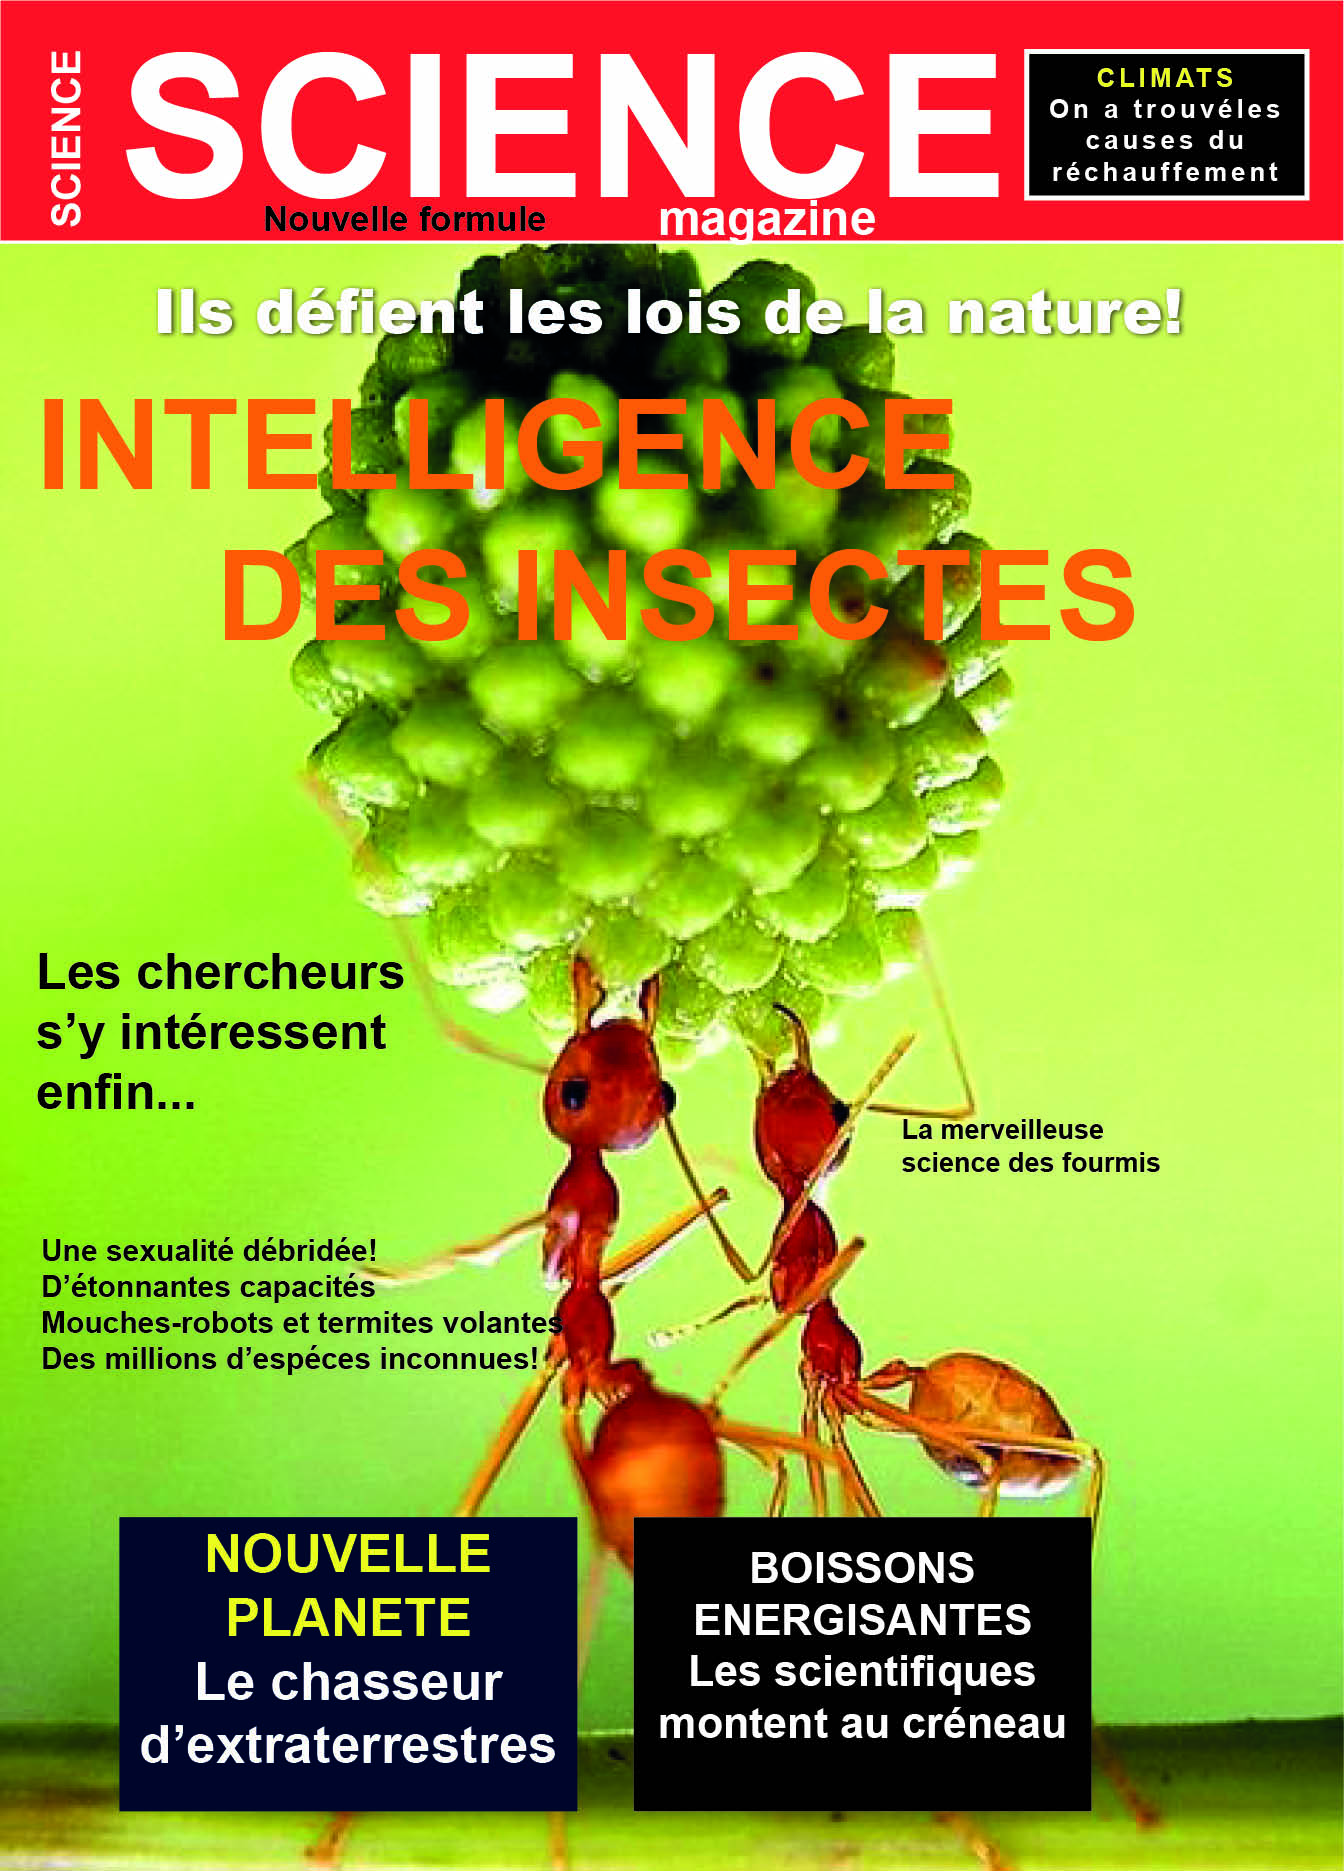 SCIENCE
SCIENCE
Nouvelle formule
magazine
CLIMATS
On a trouvéles
causes du
réchauffement
Ils défient les lois de la nature!
INTELLIGENCE
DES INSECTES
Les chercheurs
s’y intéressent
enfin...
La merveilleuse
science des fourmis
Une sexualité débridée!
D’étonnantes capacités
Mouches-robots et termites volantes
Des millions d’espéces inconnues!
NOUVELLE
PLANETE
Le chasseur
d’extraterrestres
BOISSONS
ENERGISANTES
Les scientifiques
montent au créneau